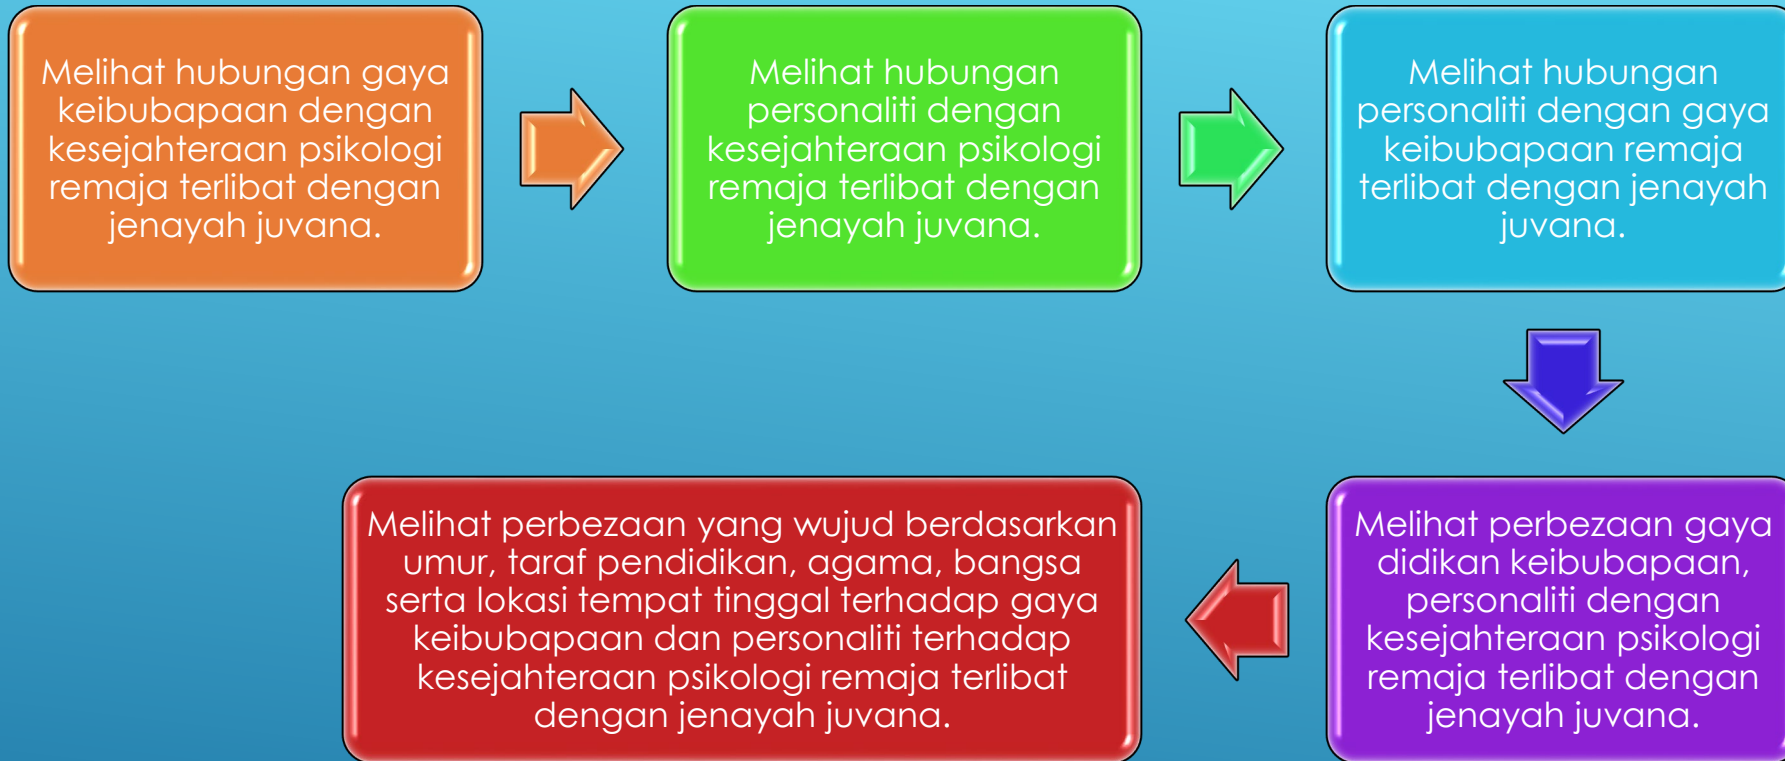 Melihat hubungan gaya
keibubapaan dengan
kesejahteraan psikologi
remaja terlibat dengan
jenayah juvana.
Melihat hubungan
personaliti dengan
kesejahteraan psikologi
remaja terlibat dengan
jenayah juvana.
Melihat hubungan
personaliti dengan gaya
keibubapaan remaja
terlibat dengan jenayah
juvana.
Melihat perbezaan gaya
didikan keibubapaan,
personaliti dengan
kesejahteraan psikologi
remaja terlibat dengan
jenayah juvana.
Melihat perbezaan yang wujud berdasarkan
umur, taraf pendidikan, agama, bangsa
serta lokasi tempat tinggal terhadap gaya
keibubapaan dan personaliti terhadap
kesejahteraan psikologi remaja terlibat
dengan jenayah juvana.